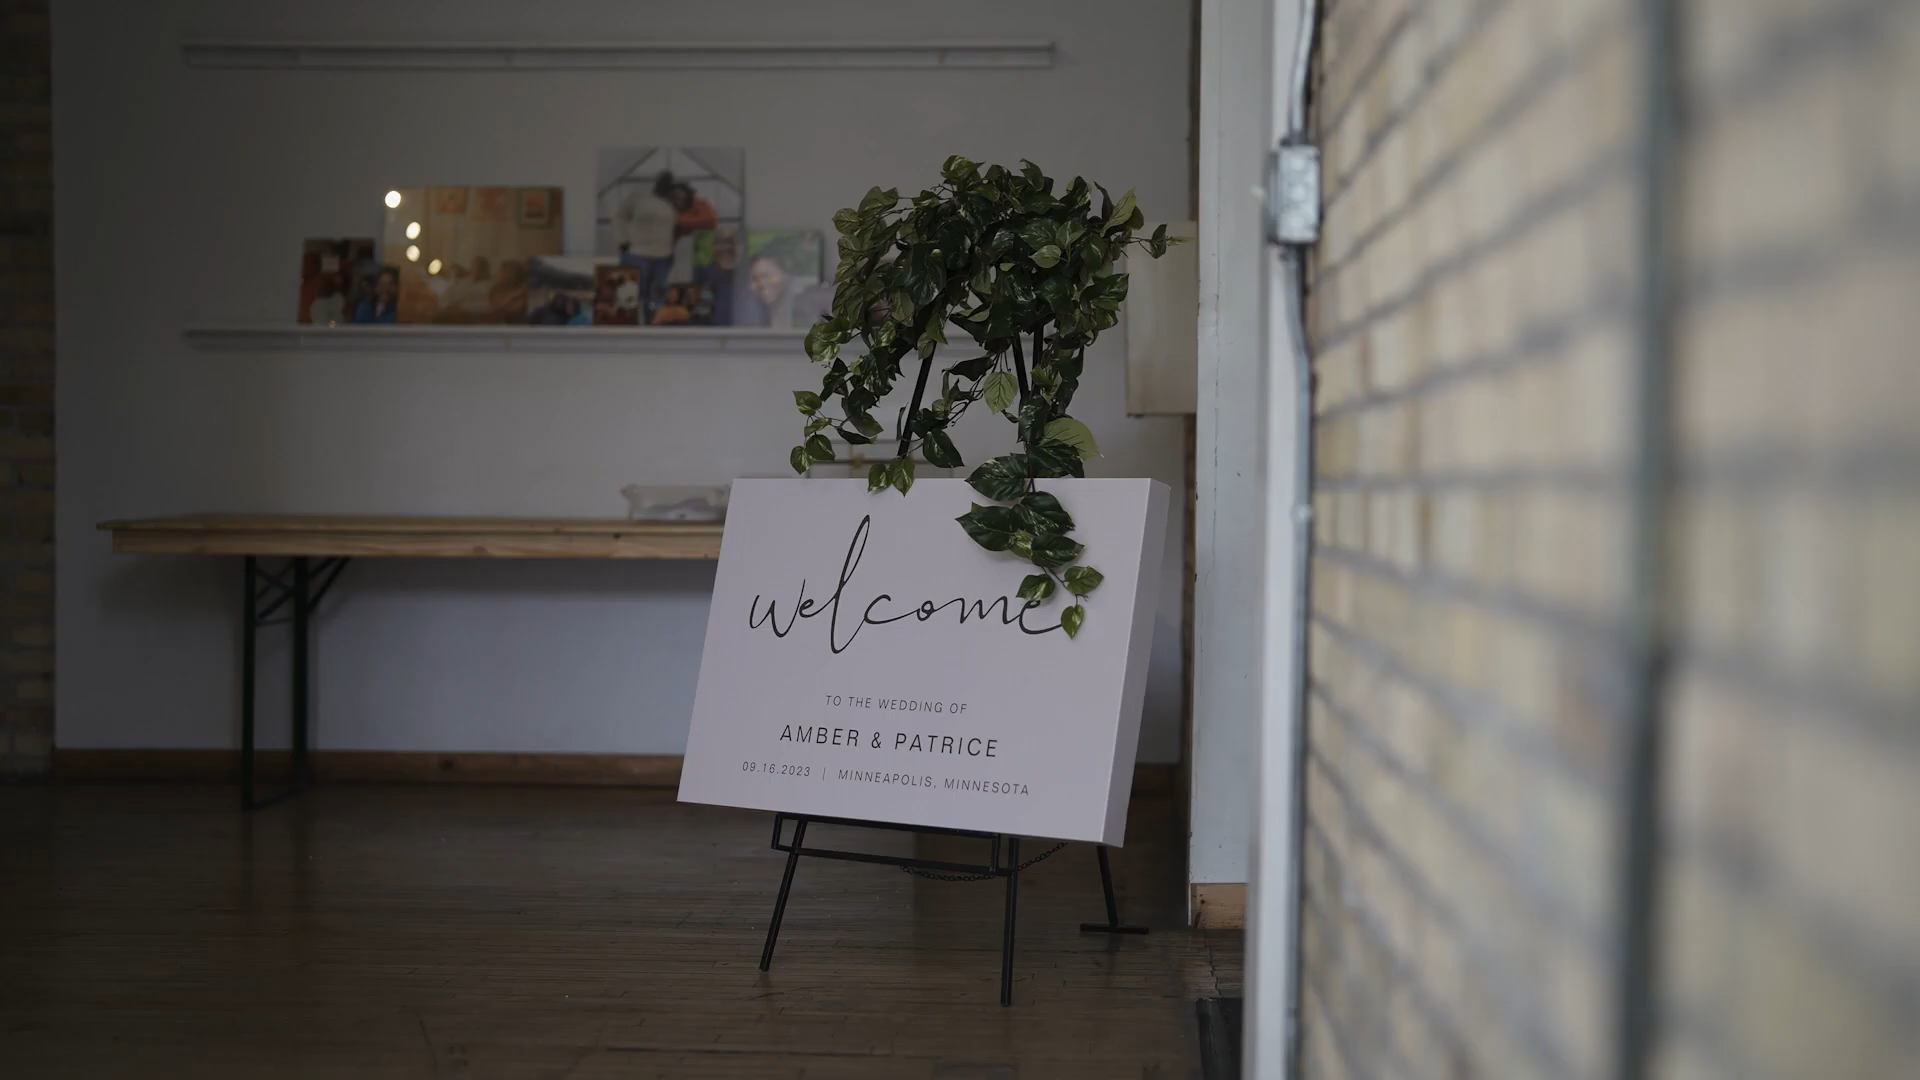 welcome
TO THE WEDDING OF
AMBER & PATRICE
09.16.2023 | MINNEAPOLIS, MINNESOTA